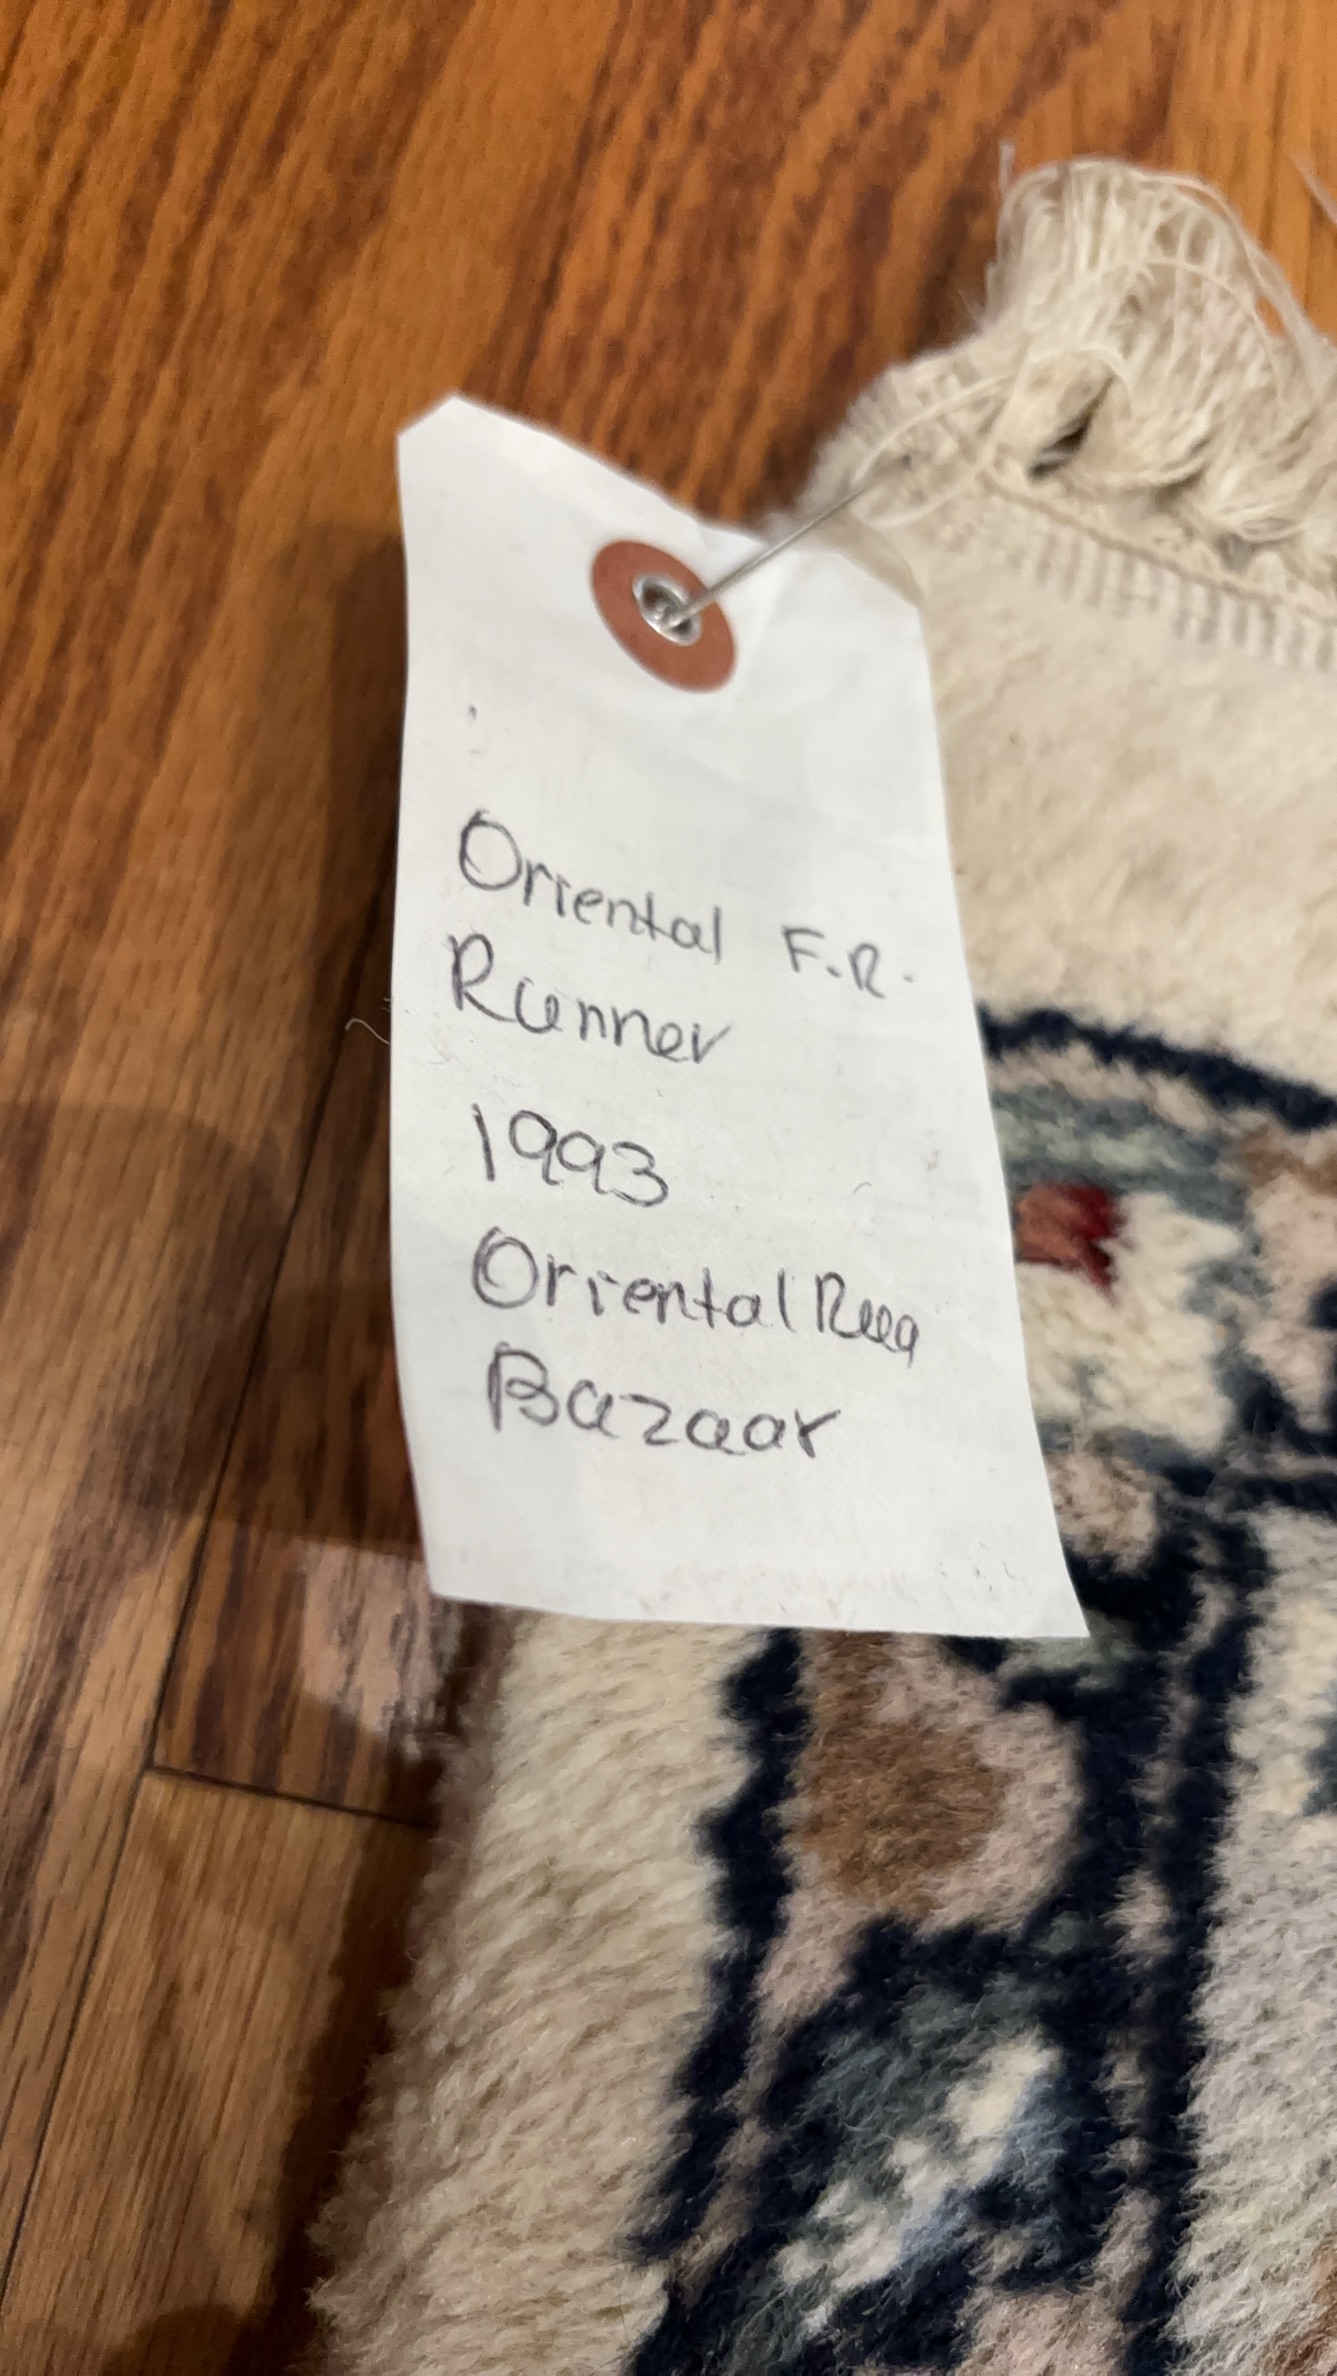 Oriental F.R.
Runner
1993
Oriental Rug
Bazaar